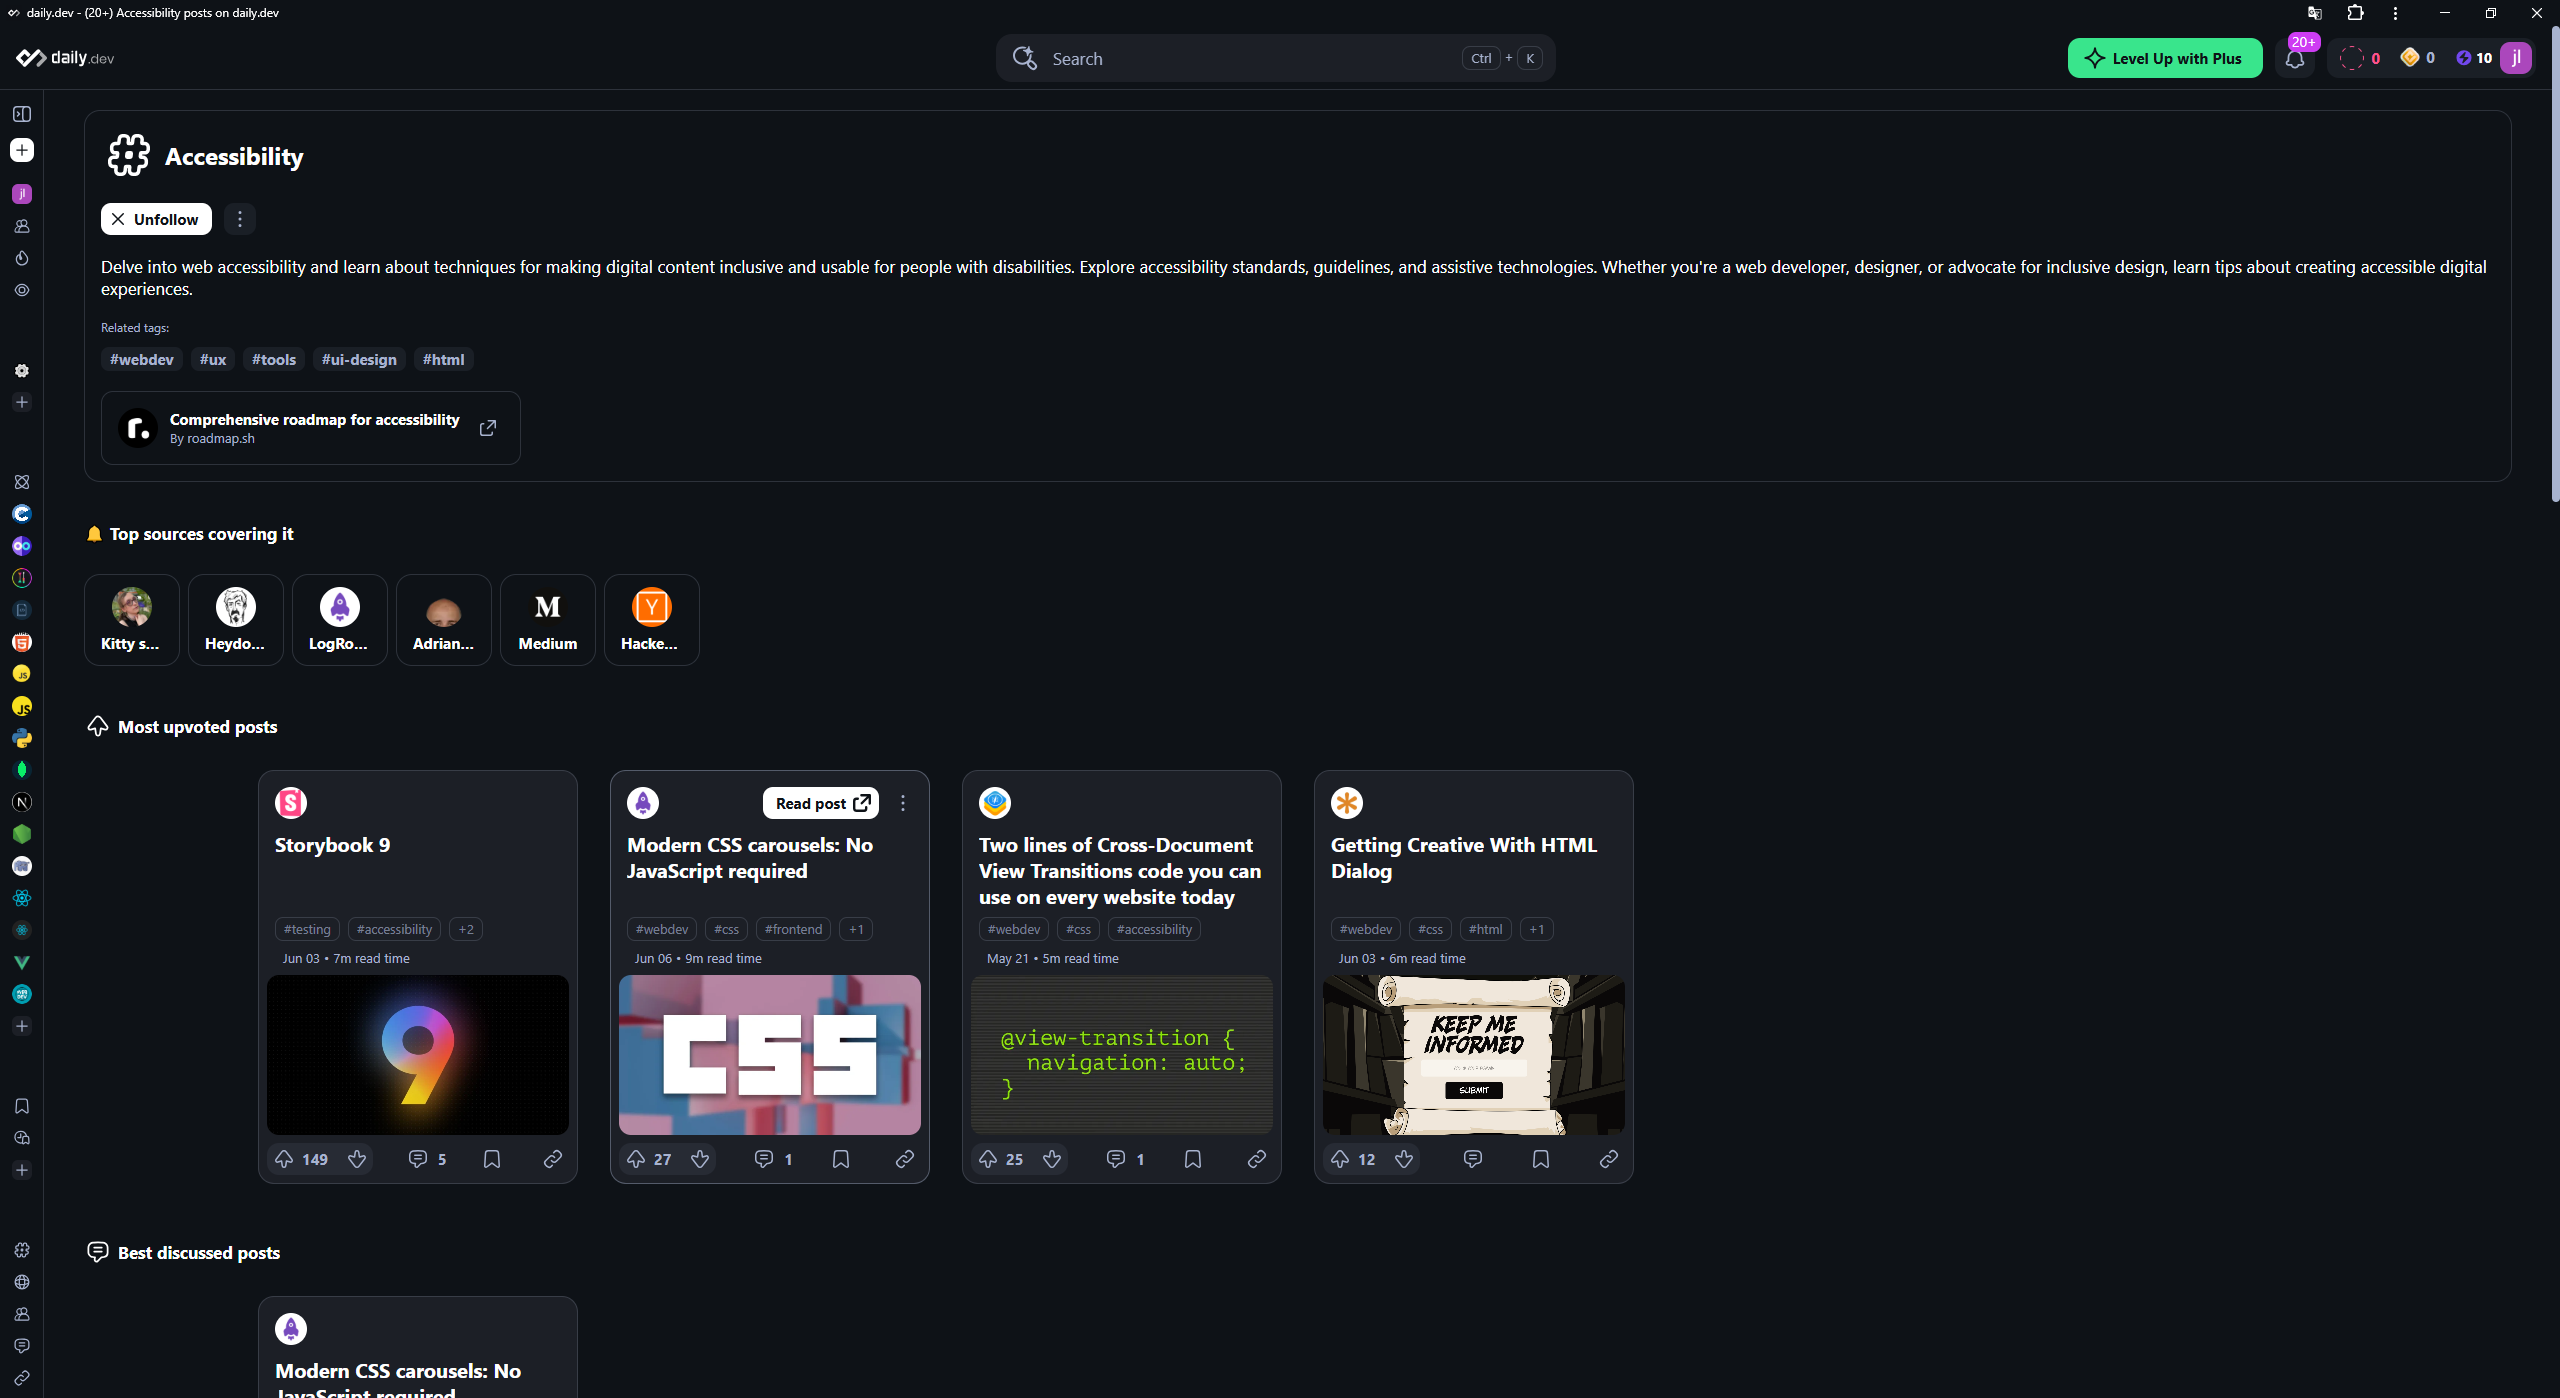 daily.dev - (20+) Accessibility posts on daily.dev
daily.dev
Search
Ctrl + K
Level Up with Plus
20+
0
0
10
jl
jl
Accessibility
Unfollow
Delve into web accessibility and learn about techniques for making digital content inclusive and usable for people with disabilities. Explore accessibility standards, guidelines, and assistive technologies. Whether you're a web developer, designer, or advocate for inclusive design, learn tips about creating accessible digital
experiences.
Related tags:
#webdev #ux #tools #ui-design #html
r.
Comprehensive roadmap for accessibility
By roadmap.sh
Top sources covering it
M
Y
Kitty s... Heydo... LogRo... Adrian... Medium Hacke...
JS
JS
N
Most upvoted posts
S
Storybook 9
#testing #accessibility +2
Jun 03 • 7m read time
9
149 5
Read post
Modern CSS carousels: No
JavaScript required
#webdev #css #frontend +1
Jun 06 • 9m read time
CSS
27 1
Two lines of Cross-Document
View Transitions code you can
use on every website today
#webdev #css #accessibility
May 21 • 5m read time
@view-transition {
navigation: auto;
}
25 1
Getting Creative With HTML
Dialog
#webdev #css #html +1
Jun 03 • 6m read time
KEEP ME
INFORMED
SUBMIT
12
Best discussed posts
Modern CSS carousels: No
JavaScript required